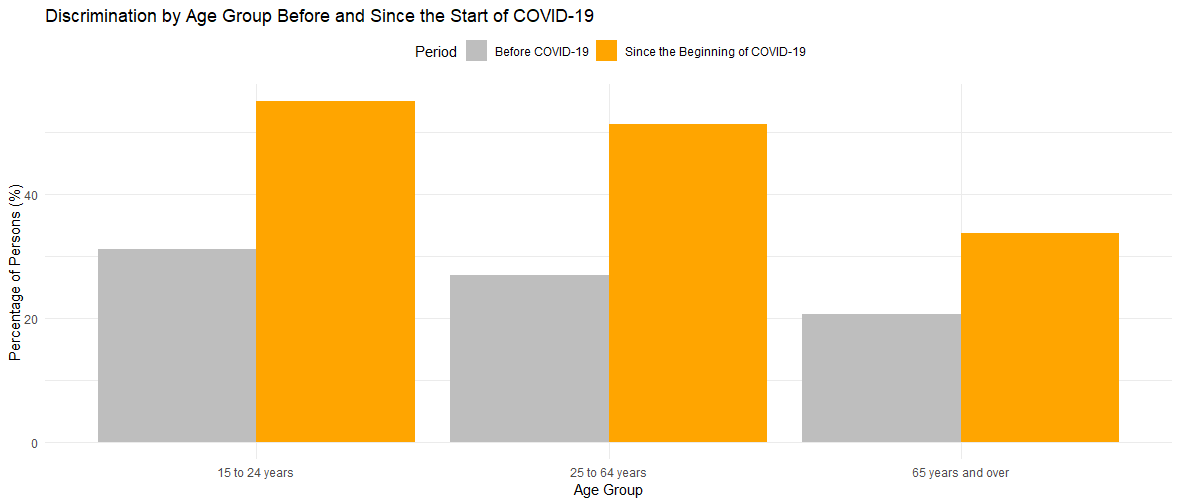 Discrimination by Age Group Before and Since the Start of COVID-19
Period Before COVID-19 Since the Beginning of COVID-19
Percentage of Persons (%)
40
20
0
15 to 24 years 25 to 64 years 65 years and over
Age Group